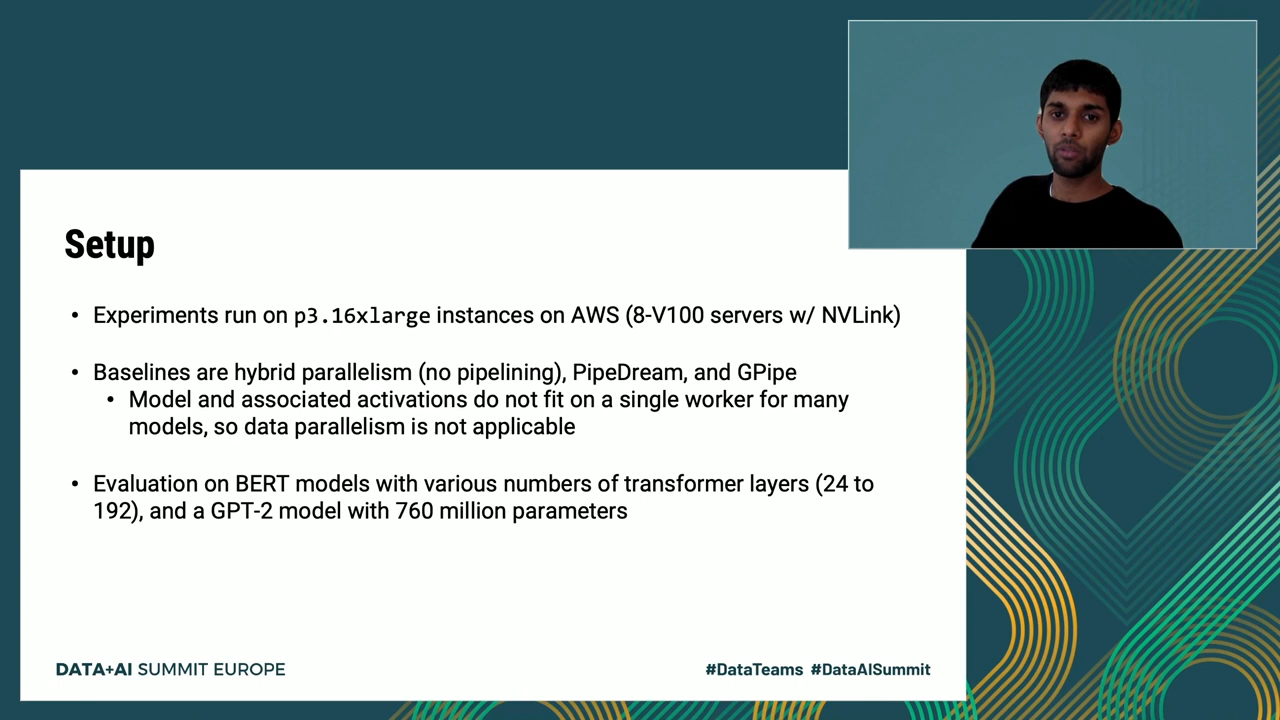 Setup
• Experiments run on p3.16xlarge instances on AWS (8-V100 servers w/ NVLink)
• Baselines are hybrid parallelism (no pipelining), PipeDream, and GPipe
• Model and associated activations do not fit on a single worker for many
models, so data parallelism is not applicable
• Evaluation on BERT models with various numbers of transformer layers (24 to
192), and a GPT-2 model with 760 million parameters
DATA+AI SUMMIT EUROPE
#DataTeams #DataAISummit